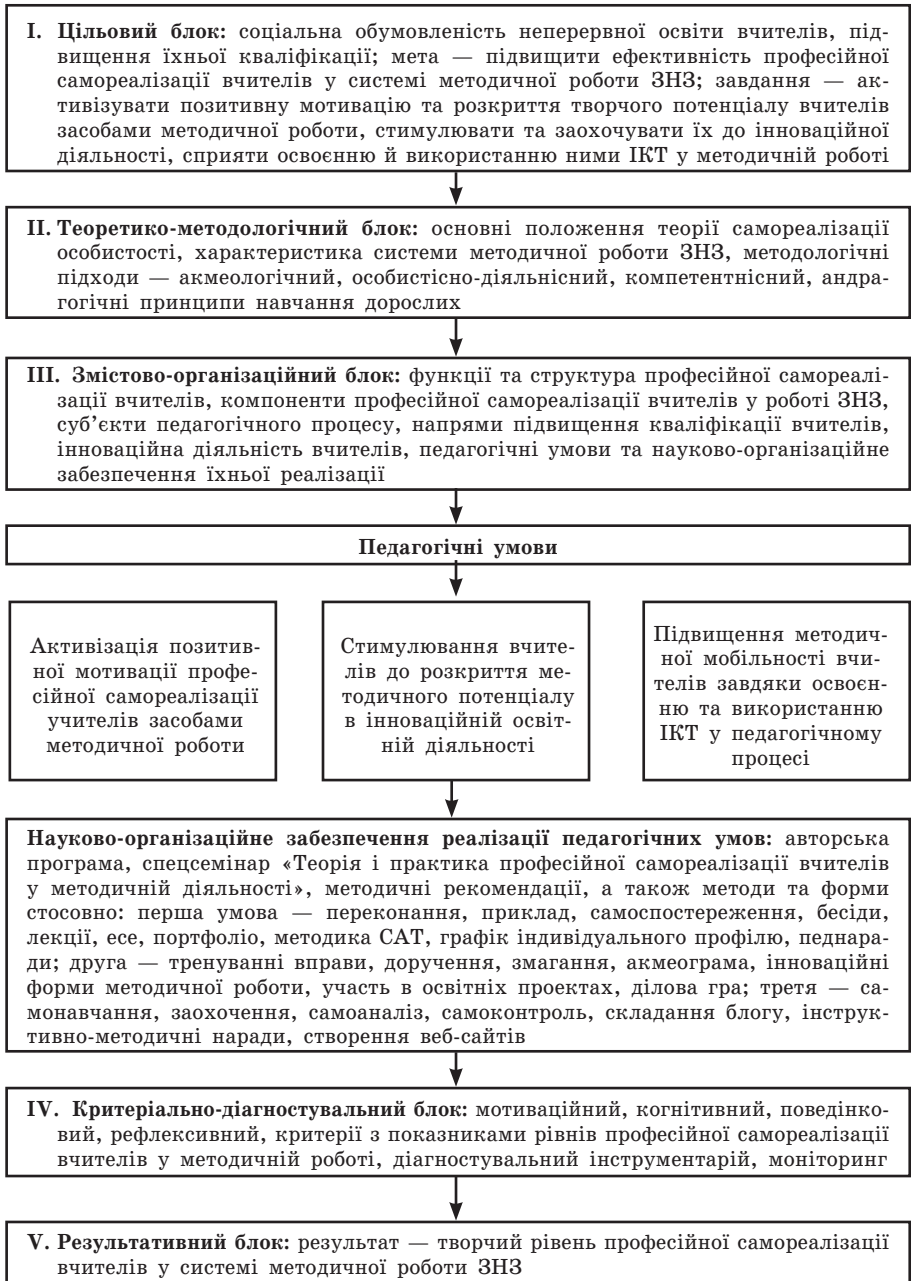 I. Цільовий блок: соціальна обумовленість неперервної освіти вчителів, під-
вищення їхньої кваліфікації; мета — підвищити ефективність професійної
самореалізації вчителів у системі методичної роботи ЗНЗ; завдання — ак-
тивізувати позитивну мотивацію та розкриття творчого потенціалу вчителів
засобами методичної роботи, стимулювати та заохочувати їх до інноваційної
діяльності, сприяти освоєнню й використанню ними ІКТ у методичній роботі
II. Теоретико-методологічний блок: основні положення теорії самореалізації
особистості, характеристика системи методичної роботи ЗНЗ, методологічні
підходи — акмеологічний, особистісно-діяльнісний, компетентнісний, андра-
гогічні принципи навчання дорослих
III. Змістово-організаційний блок: функції та структура професійної самореалі-
зації вчителів, компоненти професійної самореалізації вчителів у роботі ЗНЗ,
суб’єкти педагогічного процесу, напрями підвищення кваліфікації вчителів,
інноваційна діяльність вчителів, педагогічні умови та науково-організаційне
забезпечення їхньої реалізації
Педагогічні умови
Активізація позитив-
ної мотивації профе-
сійної самореалізації
учителів засобами
методичної роботи
Стимулювання вчите-
лів до розкриття ме-
тодичного потенціалу
в інноваційній освіт-
ній діяльності
Підвищення методич-
ної мобільності вчи-
телів завдяки освоєн-
ню та використанню
ІКТ у педагогічному
процесі
Науково-організаційне забезпечення реалізації педагогічних умов: авторська
програма, спецсемінар «Теорія і практика професійної самореалізації вчителів
у методичній діяльності», методичні рекомендації, а також методи та форми
стосовно: перша умова — переконання, приклад, самоспостереження, бесіди,
лекції, есе, портфоліо, методика САТ, графік індивідуального профілю, педнара-
ди; друга — тренуванні вправи, доручення, змагання, акмеограма, інноваційні
форми методичної роботи, участь в освітніх проектах, ділова гра; третя — са-
монавчання, заохочення, самоаналіз, самоконтроль, складання блогу, інструк-
тивно-методичні наради, створення веб-сайтів
IV. Критеріально-діагностувальний блок: мотиваційний, когнітивний, поведінко-
вий, рефлексивний, критерії з показниками рівнів професійної самореалізації
вчителів у методичній роботі, діагностувальний інструментарій, моніторинг
V. Результативний блок: результат — творчий рівень професійної самореалізації
вчителів у системі методичної роботи ЗНЗ